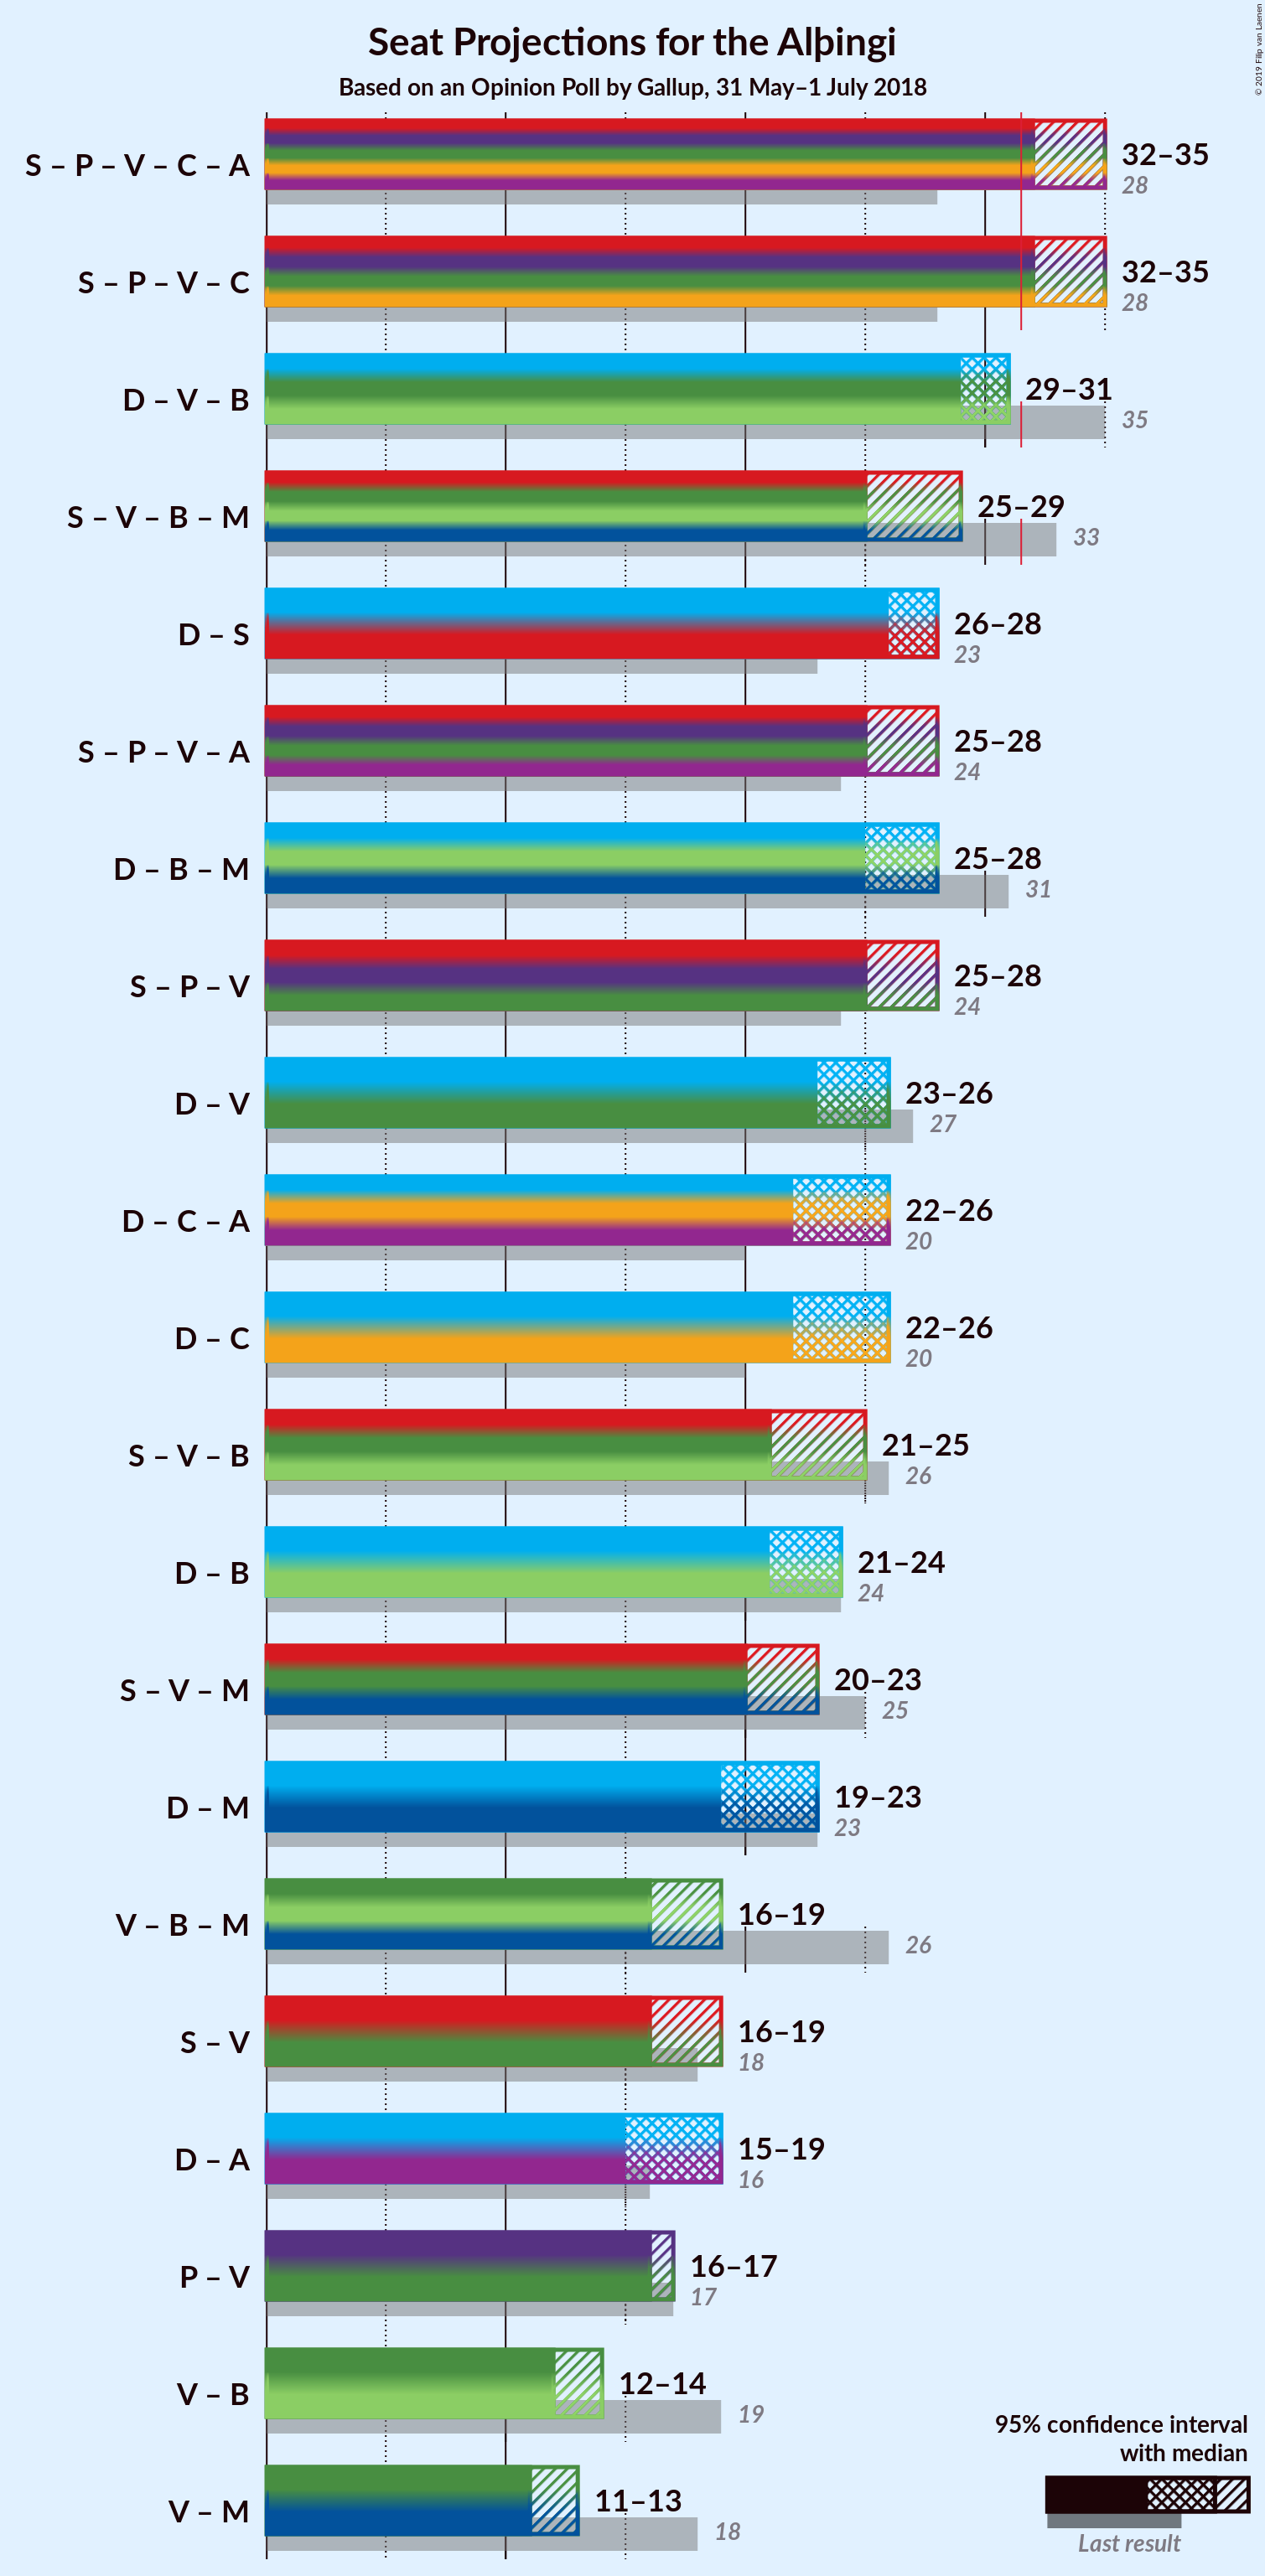 Seat Projections for the Alþingi
Based on an Opinion Poll by Gallup, 31 May–1 July 2018
© 2019 Filip van Laenen
S – P – V – C – A
32–35
28
S – P – V – C
32–35
28
D – V – B
29–31
35
S – V – B – M
25–29
33
D – S
26–28
23
S – P – V – A
25–28
24
D – B – M
25–28
31
S – P – V
25–28
24
D – V
23–26
27
D – C – A
22–26
20
D – C
22–26
20
S – V – B
21–25
26
D – B
21–24
24
S – V – M
20–23
25
D – M
19–23
23
V – B – M
16–19
26
S – V
16–19
18
D – A
15–19
16
P – V
16–17
17
V – B
12–14
19
V – M
11–13
18
95% confidence interval
with median
Last result